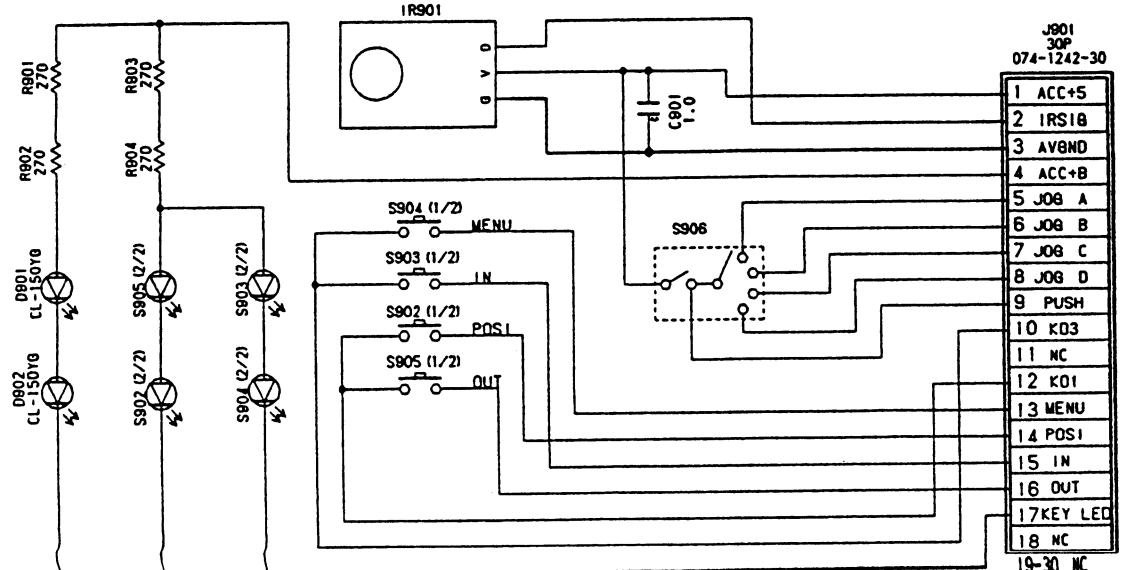 IR901
O
V
G
C901
1.0
J901
30P
074-1242-30
1 ACC+5
2 IRSIG
3 AVGND
4 ACC+B
5 JOG A
6 JOG B
7 JOG C
8 JOG D
9 PUSH
10 KO3
11 NC
12 KO1
13 MENU
14 POSI
15 IN
16 OUT
17 KEY LED
18 NC
19-30 NC
R901
270
R903
270
R902
270
R904
270
S904 (1/2)
MENU
S903 (1/2)
IN
S902 (1/2)
POSI
S905 (1/2)
OUT
S906
D901
CL-150YG
S905 (2/2)
S903 (2/2)
D902
CL-150YG
S902 (2/2)
S904 (2/2)